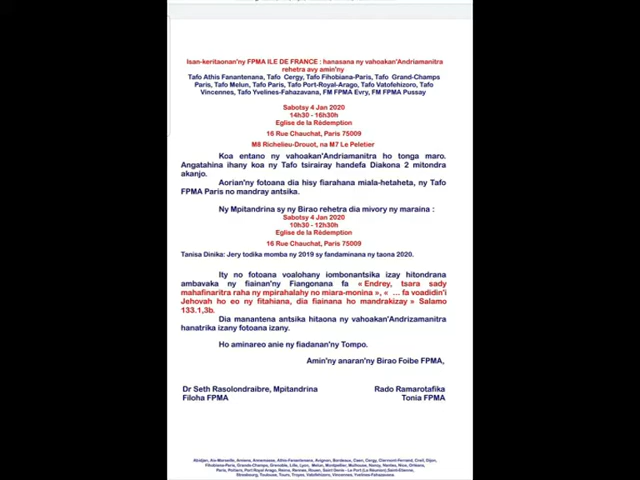 Isan-keritaonan'ny FPMA ILE DE FRANCE : hanasana ny vahoakan'Andriamanitra
rehetra avy amin'ny
Tafo Athis Fanantenana, Tafo Cergy, Tafo Fihobiana-Paris, Tafo Grand-Champs
Paris, Tafo Melun, Tafo Paris, Tafo Port-Royal-Arago, Tafo Vatofehizoro, Tafo
Vincennes, Tafo Yvelines-Fahazavana, FM FPMA Evry, FM FPMA Pussay
Sabotsy 4 Jan 2020
14h30 - 16h30h
Eglise de la Rédemption
16 Rue Chauchat, Paris 75009
M8 Richelieu-Drouot, na M7 Le Peletier
Koa entano ny vahoakan'Andriamanitra ho tonga maro.
Angatahina ihany koa ny Tafo tsirairay handefa Diakona 2 mitondra
akanjo.
Aorian'ny fotoana dia hisy fiarahana miala-hetaheta, ny Tafo
FPMA Paris no mandray antsika.
Ny Mpitandrina sy ny Birao rehetra dia mivory ny maraina :
Sabotsy 4 Jan 2020
10h30 - 12h30h
Eglise de la Rédemption
16 Rue Chauchat, Paris 75009
Tanisa Dinika: Jery todika momba ny 2019 sy fandaminana ny taona 2020.
Ity no fotoana voalohany iombonantsika izay hitondrana
ambavaka ny fiainan'ny Fiangonana fa « Endrey, tsara sady
mahafinaritra raha ny mpirahalahy no miara-monina », « ... fa voadidin'i
Jehovah ho eo ny fitahiana, dia fiainana ho mandrakizay » Salamo
133.1,3b.
Dia manantena antsika hitaona ny vahoakan'Andrizamanitra
hanatrika izany fotoana izany.
Ho aminareo anie ny fiadanan'ny Tompo.
Amin'ny anaran'ny Birao Foibe FPMA,
Dr Seth Rasolondraibre, Mpitandrina Rado Ramarotafika
Filoha FPMA Tonia FPMA